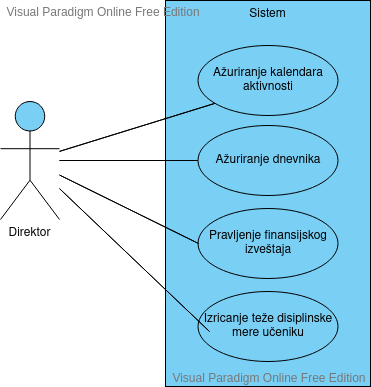 Visual Paradigm Online Free Edition
Sistem
Ažuriranje kalendara
aktivnosti
Ažuriranje dnevnika
Direktor
Pravljenje finansijskog
izveštaja
Izricanje teže disiplinske
mere učeniku
Visual Paradigm Online Free Edition